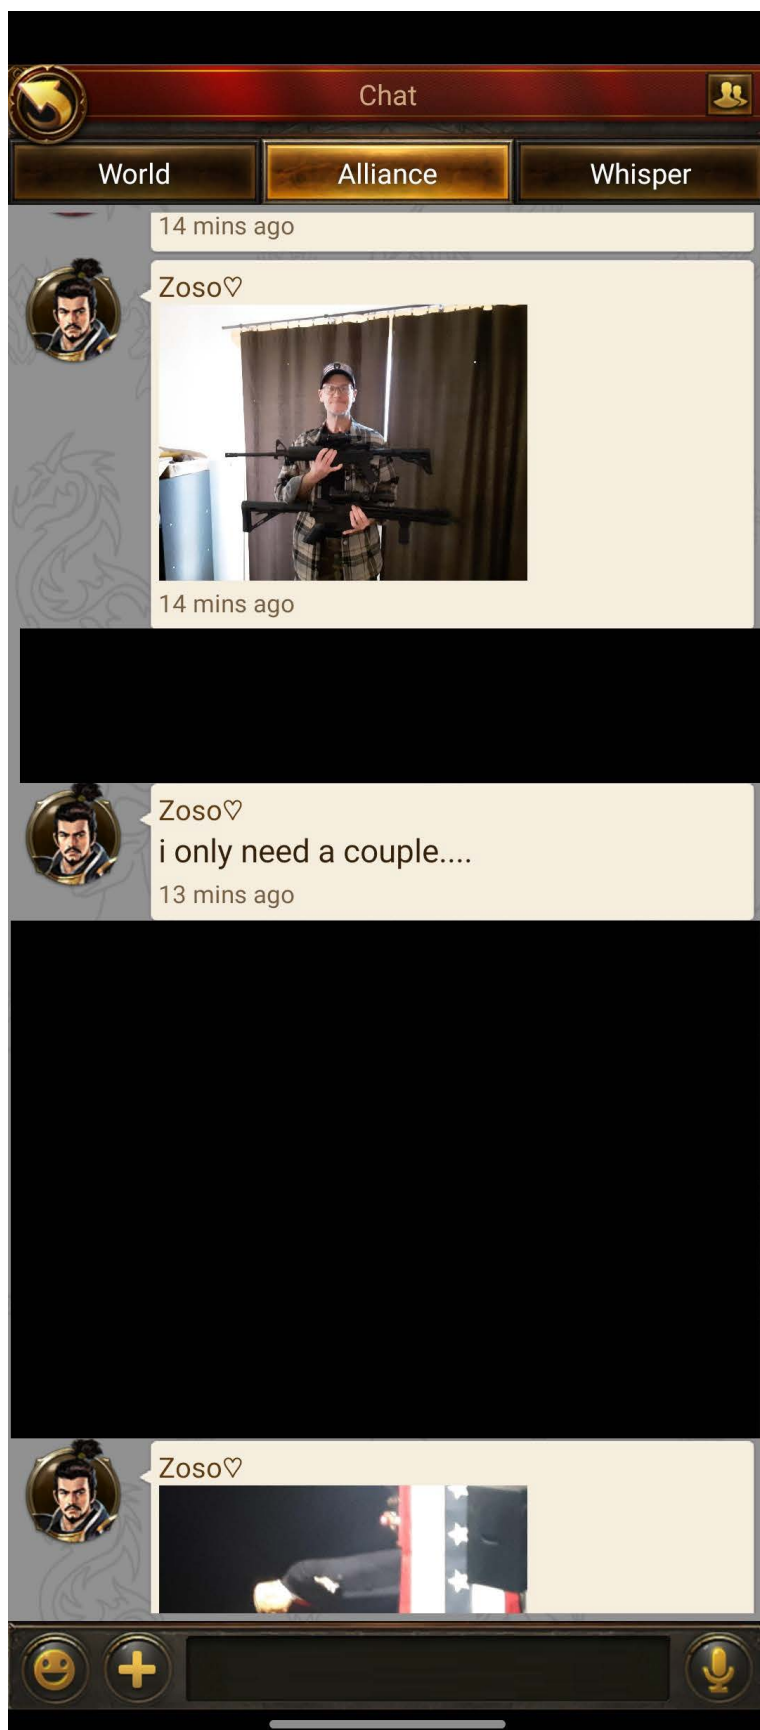 Chat
World
Alliance
Whisper
14 mins ago
Zoso♡
14 mins ago
Zoso♡
i only need a couple....
13 mins ago
Zoso♡